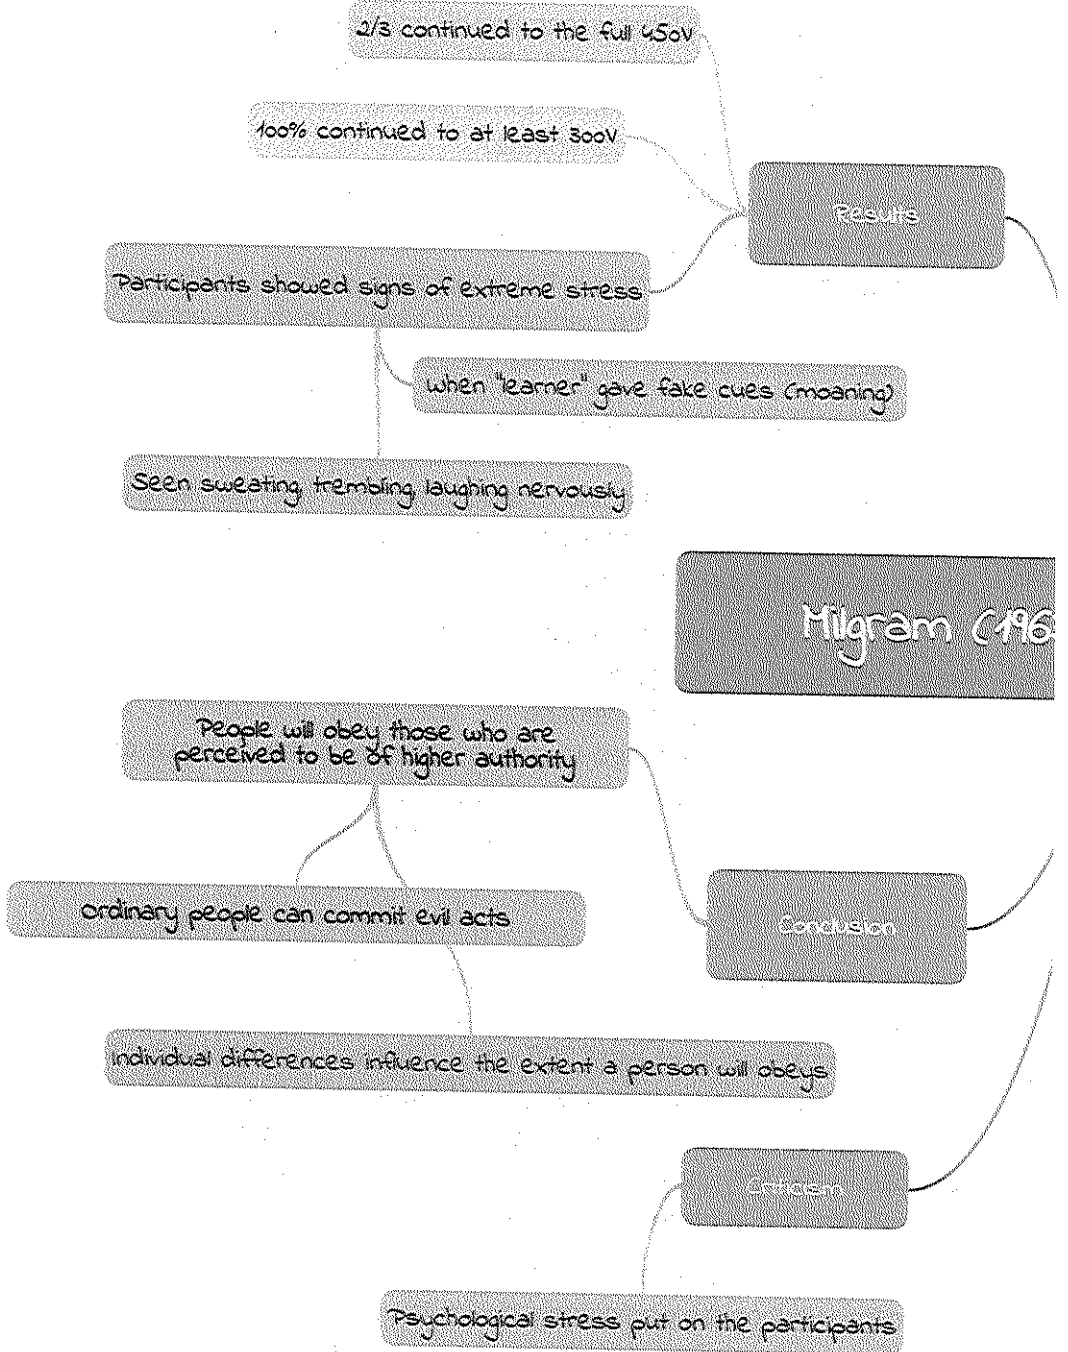 2/3 continued to the full 450V
100% continued to at least 300V
Results
Participants showed signs of extreme stress
when "learner" gave fake cues (moaning)
Seen sweating, trembling, laughing nervously
Milgram (196
People will obey those who are
perceived to be of higher authority
ordinary people can commit evil acts
Conclusion
individual differences influence the extent a person will obeys
Criticism
Psychological stress put on the participants